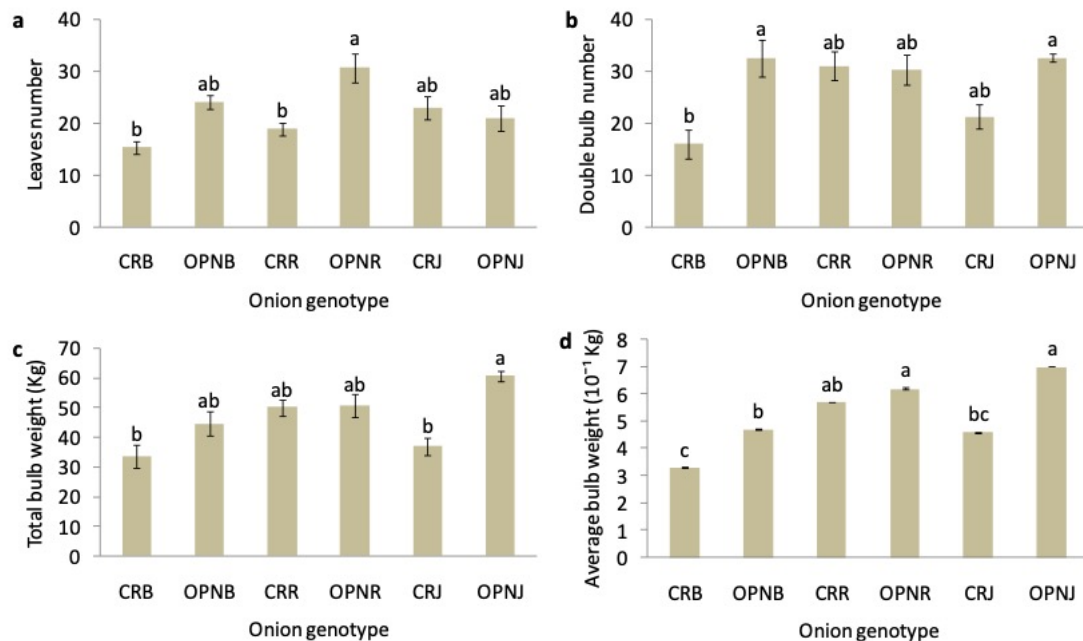 a
Leaves number
40
30
20
10
0
b
ab
b
a
ab
ab
CRB OPNB CRR OPNR CRJ OPNJ
Onion genotype
b
Double bulb number
40
30
20
10
0
b
a
ab
ab
ab
a
CRB OPNB CRR OPNR CRJ OPNJ
Onion genotype
c
Total bulb weight (Kg)
70
60
50
40
30
20
10
0
b
ab
ab
ab
b
a
CRB OPNB CRR OPNR CRJ OPNJ
Onion genotype
d
Average bulb weight (10⁻¹ Kg)
8
7
6
5
4
3
2
1
0
c
b
ab
a
bc
a
CRB OPNB CRR OPNR CRJ OPNJ
Onion genotype